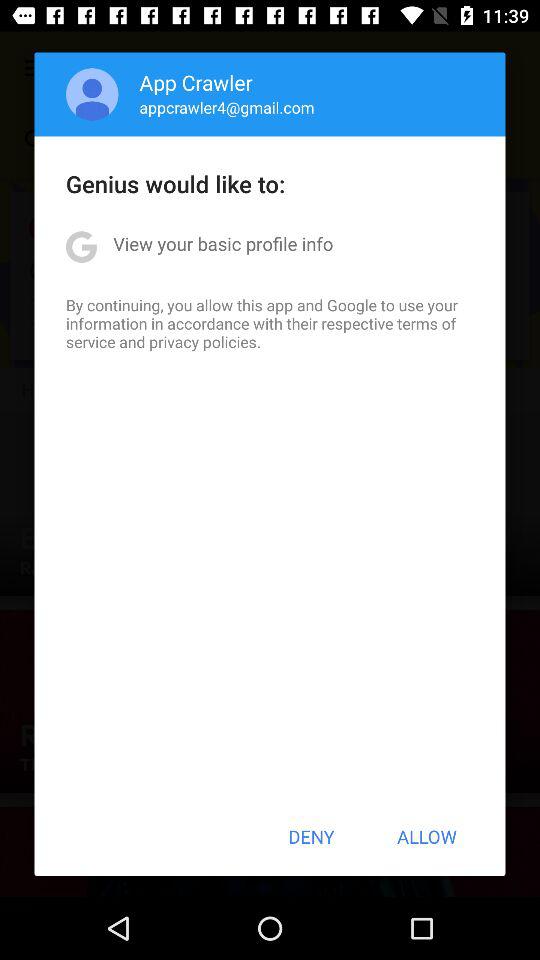 11:39
App Crawler
appcrawler4@gmail.com
Genius would like to:
View your basic profile info
By continuing, you allow this app and Google to use your
information in accordance with their respective terms of
service and privacy policies.
DENY
ALLOW